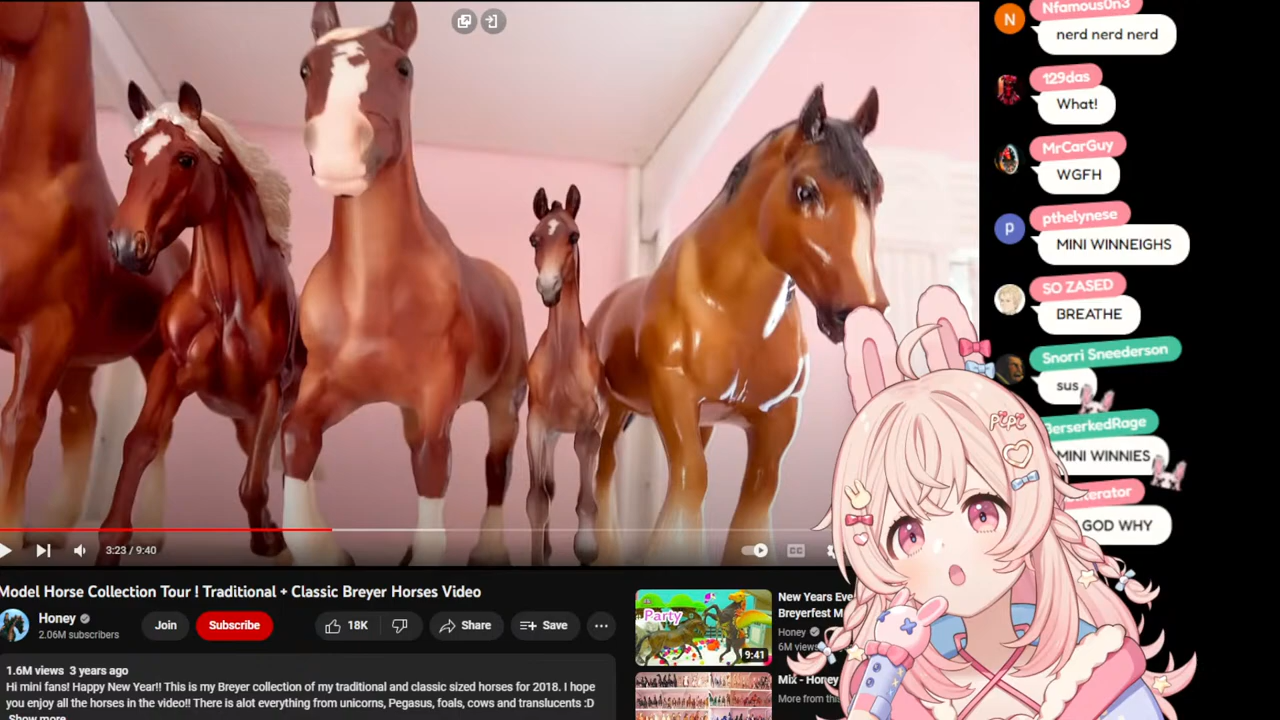 Nfamous0n3
nerd nerd nerd
129das
What!
MrCarGuy
WGFH
pthelynese
MINI WINNEIGHS
SO ZASED
BREATHE
Snorri Sneederson
sus
BerserkedRage
MINI WINNIES
GOD WHY
N
p
PiPi
3:23 / 9:40
CC
Model Horse Collection Tour ! Traditional + Classic Breyer Horses Video
Honey
2.06M subscribers
Join
Subscribe
18K
Share
Save
1.6M views 3 years ago
Hi mini fans! Happy New Year!! This is my Breyer collection of my traditional and classic sized horses for 2018. I hope
you enjoy all the horses in the video!! There is alot everything from unicorns, Pegasus, foals, cows and translucents :D
Show more
Party
9:41
New Years Eve
Breyerfest M
Honey
6M views
Mix - Honey
More from this